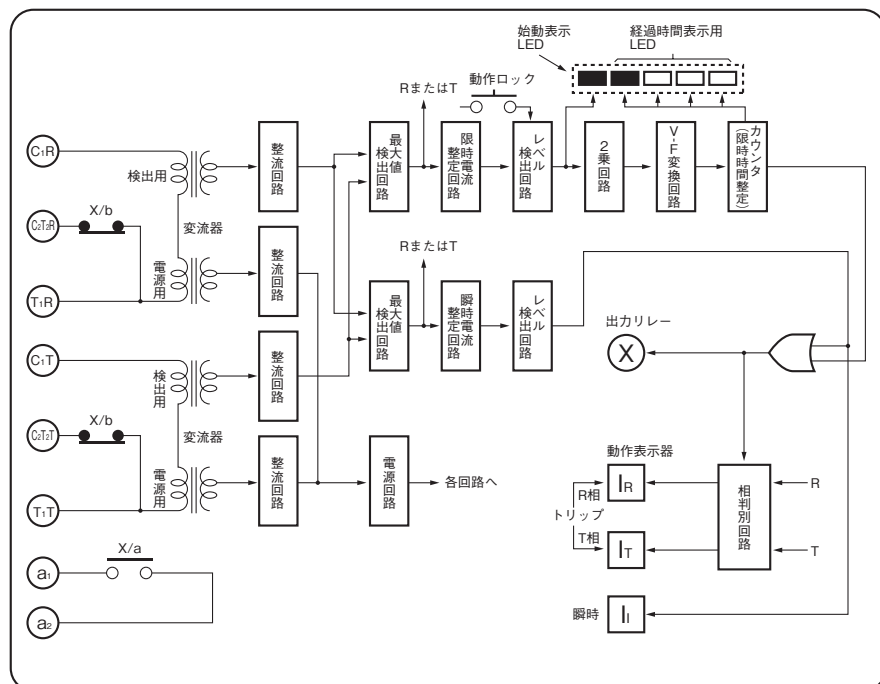 始動表示
LED
経過時間表示用
LED
RまたはT
動作ロック
C1R
検出用
整流回路
最大値
検出回路
限時電流
整定回路
レベル
検出回路
2乗回路
V-F変換回路
カウンタ
(限時時間整定)
X/b
C2T2R
変流器
電源用
整流回路
T1R
RまたはT
最大値
検出回路
瞬時電流
整定回路
レベル
検出回路
C1T
検出用
整流回路
出力リレー
X
X/b
C2T2T
変流器
電源用
整流回路
電源回路
各回路へ
T1T
動作表示器
R相
IR
トリップ
T相
IT
相判別回路
R
T
X/a
a1
a2
瞬時
II